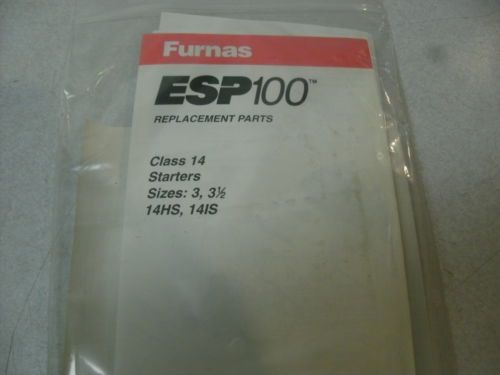 Furnas
ESP100™
REPLACEMENT PARTS
Class 14
Starters
Sizes: 3, 3½
14HS, 14IS